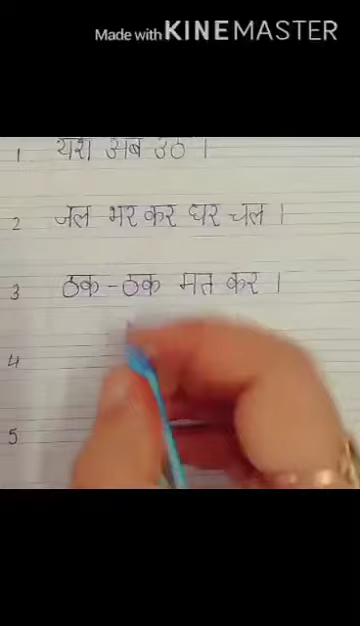 Made with KINEMASTER
1 यश अब उठ ।
2 जल भर कर घर चल ।
3 ठक-ठक मत कर ।
4
5